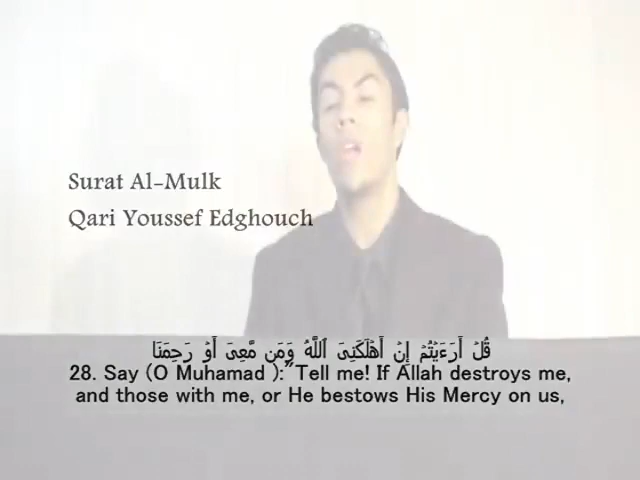 Surat Al-Mulk
Qari Youssef Edghouch
قُلْ أَرَءَيْتُمْ إِنْ أَهْلَكَنِىَ ٱللَّهُ وَمَن مَّعِىَ أَوْ رَحِمَنَا
28. Say (O Muhamad ):"Tell me! If Allah destroys me,
and those with me, or He bestows His Mercy on us,